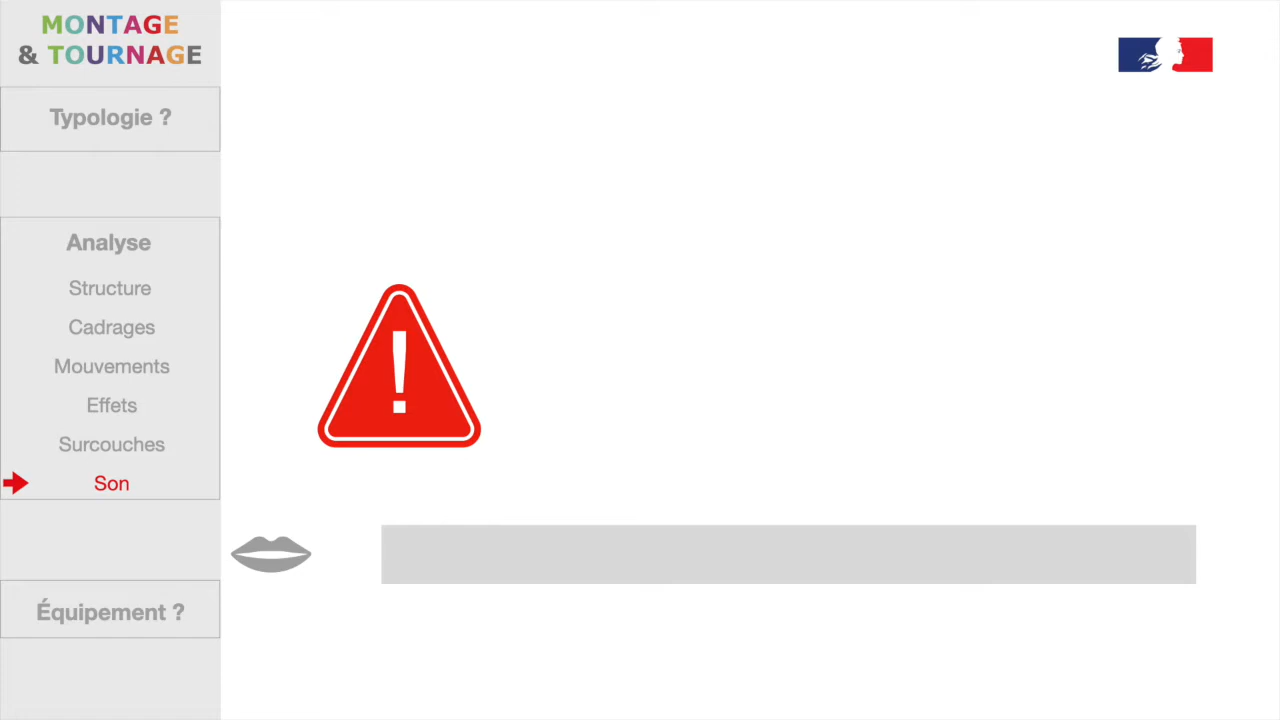 MONTAGE
& TOURNAGE
Typologie ?
Analyse
Structure
Cadrages
Mouvements
Effets
Surcouches
Son
Équipement ?
!